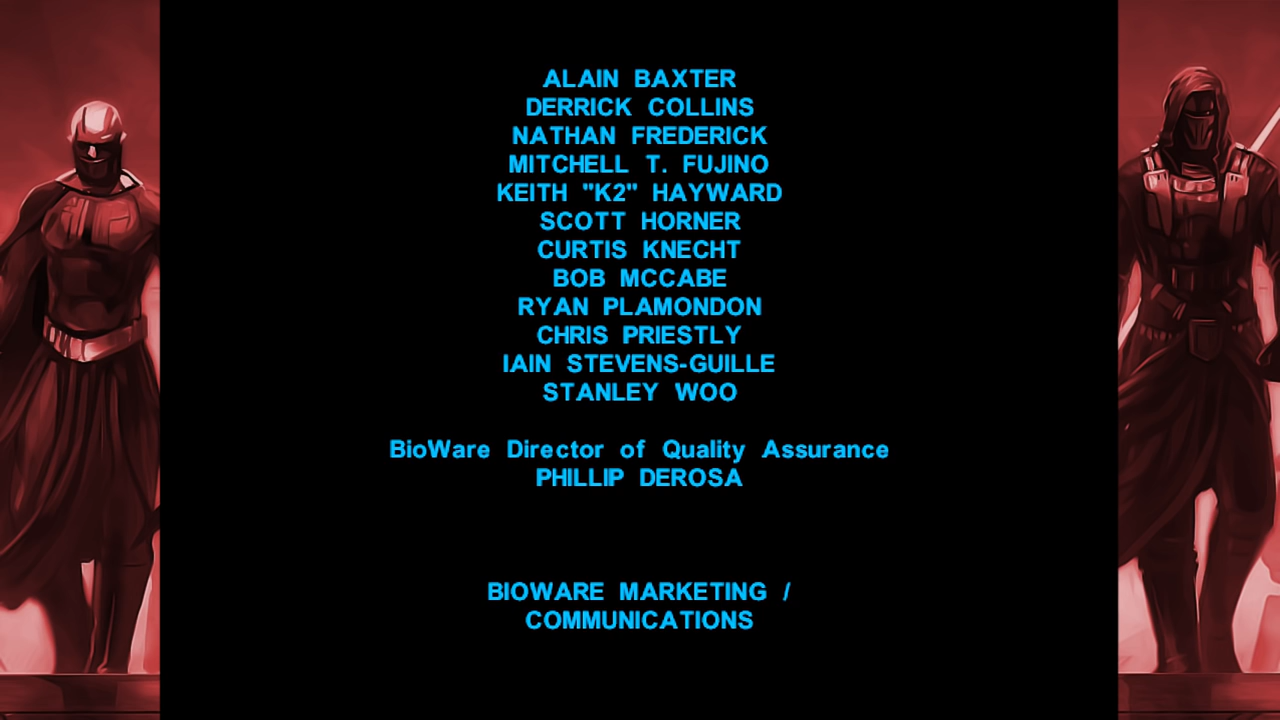 ALAIN BAXTER
DERRICK COLLINS
NATHAN FREDERICK
MITCHELL T. FUJINO
KEITH "K2" HAYWARD
SCOTT HORNER
CURTIS KNECHT
BOB MCCABE
RYAN PLAMONDON
CHRIS PRIESTLY
IAIN STEVENS-GUILLE
STANLEY WOO
BioWare Director of Quality Assurance
PHILLIP DEROSA
BIOWARE MARKETING /
COMMUNICATIONS